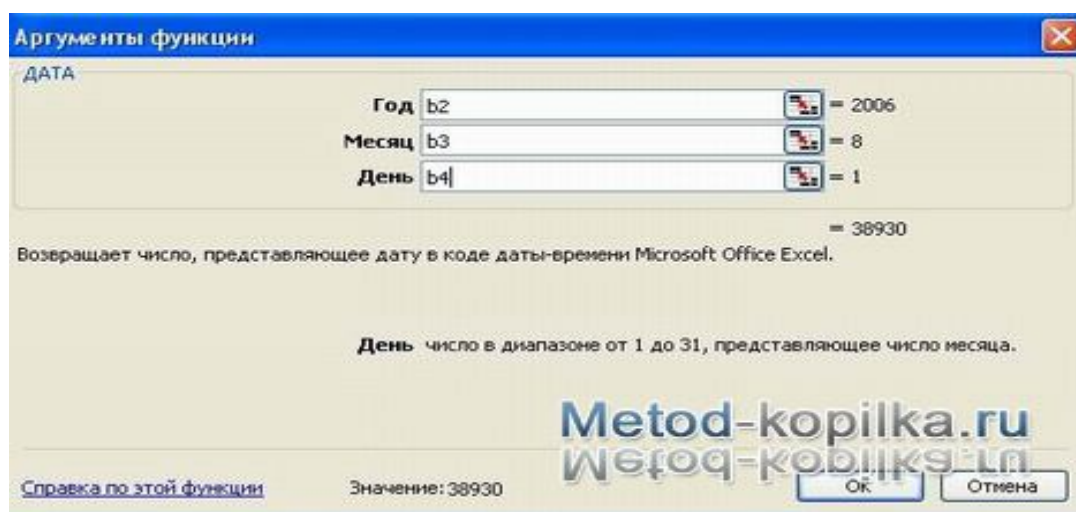 Аргументы функции
ДАТА
Год b2 = 2006
Месяц b3 = 8
День b4 = 1
= 38930
Возвращает число, представляющее дату в коде даты-времени Microsoft Office Excel.
День число в диапазоне от 1 до 31, представляющее число месяца.
Metod-kopilka.ru
Справка по этой функции Значение: 38930 ОК Отмена